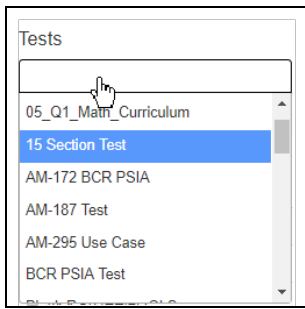 Tests
05_Q1_Math_Curriculum
15 Section Test
AM-172 BCR PSIA
AM-187 Test
AM-295 Use Case
BCR PSIA Test